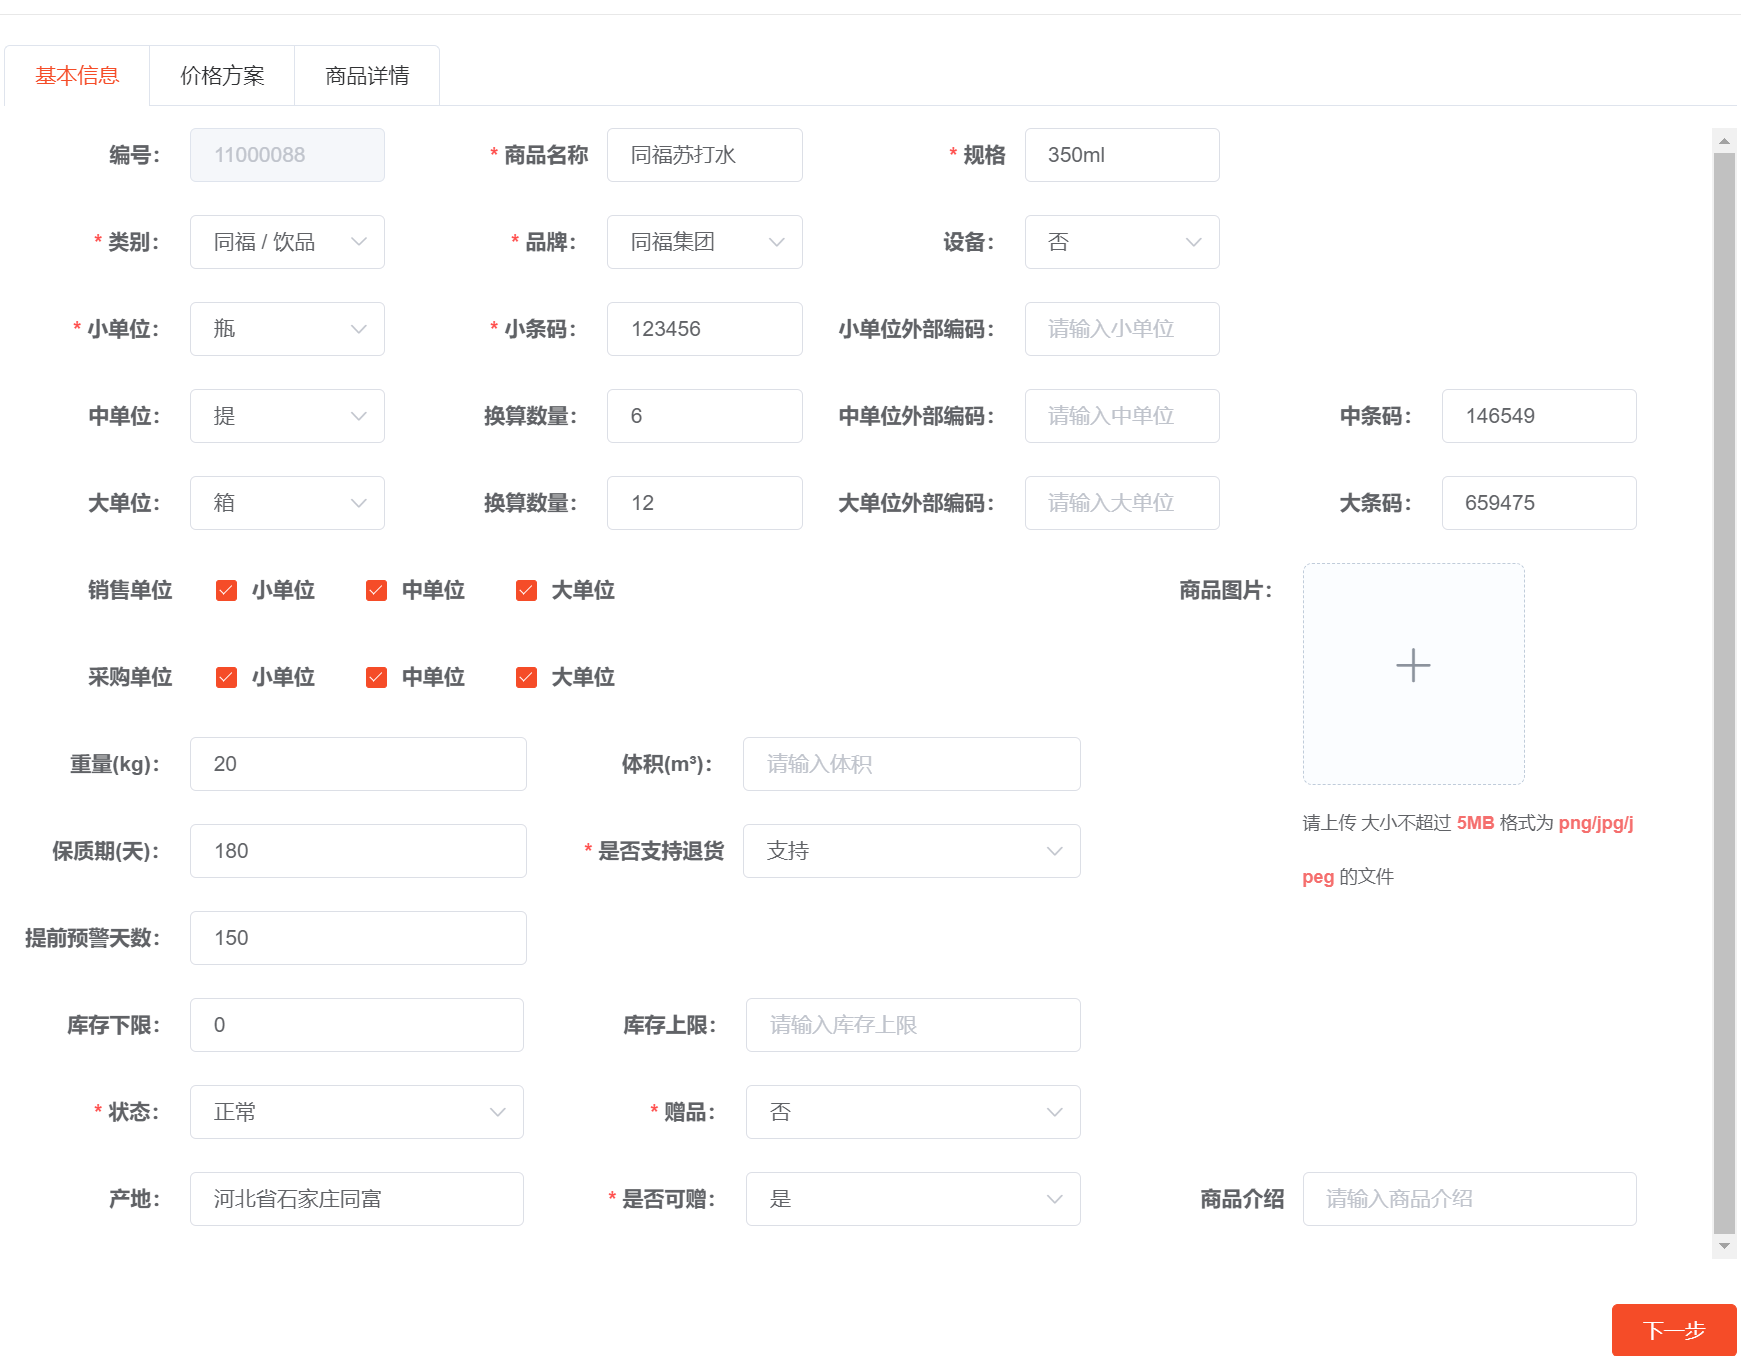 基本信息 价格方案 商品详情
编号： 11000088 * 商品名称 同福苏打水 * 规格 350ml
* 类别： 同福 / 饮品 * 品牌： 同福集团 设备： 否
* 小单位： 瓶 * 小条码： 123456 小单位外部编码： 请输入小单位
中单位： 提 换算数量： 6 中单位外部编码： 请输入中单位 中条码： 146549
大单位： 箱 换算数量： 12 大单位外部编码： 请输入大单位 大条码： 659475
销售单位 小单位 中单位 大单位 商品图片：
采购单位 小单位 中单位 大单位
重量(kg)： 20 体积(m³)： 请输入体积
请上传 大小不超过 5MB 格式为 png/jpg/j
保质期(天)： 180 * 是否支持退货 支持
peg 的文件
提前预警天数： 150
库存下限： 0 库存上限： 请输入库存上限
* 状态： 正常 * 赠品： 否
产地： 河北省石家庄同富 * 是否可赠： 是 商品介绍 请输入商品介绍
下一步